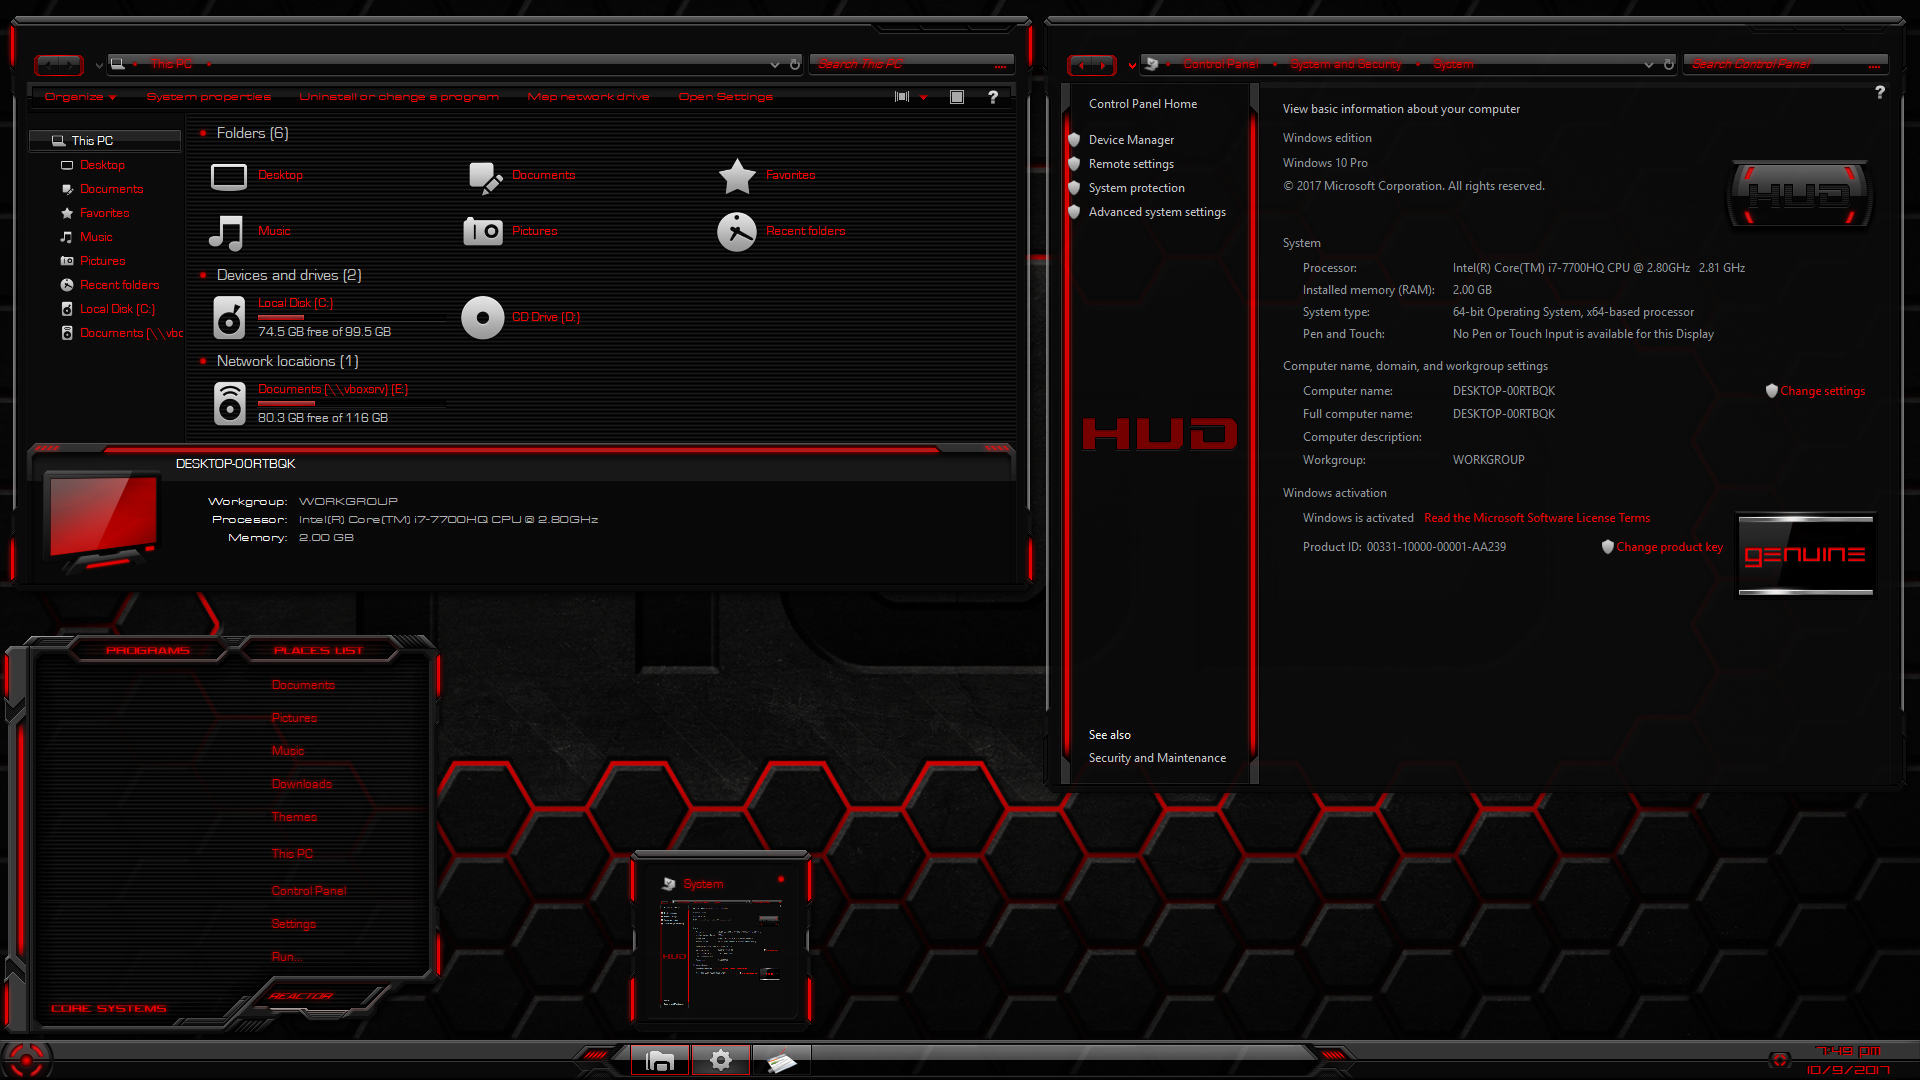 This PC
Search This PC
Organize
System properties
Uninstall or change a program
Map network drive
Open Settings
?
This PC
Desktop
Documents
Favorites
Music
Pictures
Recent folders
Local Disk (C:)
Documents (\\vbo
Folders (6)
Desktop
Documents
Favorites
Music
Pictures
Recent folders
Devices and drives (2)
Local Disk (C:)
74.5 GB free of 99.5 GB
CD Drive (D:)
Network locations (1)
Documents (\\vboxsrv) (E:)
80.3 GB free of 116 GB
DESKTOP-00RTBQK
Workgroup: WORKGROUP
Processor: Intel(R) Core(TM) i7-7700HQ CPU @ 2.80GHz
Memory: 2.00 GB
Control Panel
System and Security
System
Search Control Panel
?
Control Panel Home
Device Manager
Remote settings
System protection
Advanced system settings
HUD
See also
Security and Maintenance
View basic information about your computer
Windows edition
Windows 10 Pro
© 2017 Microsoft Corporation. All rights reserved.
HUD
System
Processor: Intel(R) Core(TM) i7-7700HQ CPU @ 2.80GHz 2.81 GHz
Installed memory (RAM): 2.00 GB
System type: 64-bit Operating System, x64-based processor
Pen and Touch: No Pen or Touch Input is available for this Display
Computer name, domain, and workgroup settings
Computer name: DESKTOP-00RTBQK
Change settings
Full computer name: DESKTOP-00RTBQK
Computer description:
Workgroup: WORKGROUP
Windows activation
Windows is activated Read the Microsoft Software License Terms
Product ID: 00331-10000-00001-AA239
Change product key
genuine
PROGRAMS
PLACES LIST
Documents
Pictures
Music
Downloads
Themes
This PC
Control Panel
Settings
Run...
CORE SYSTEMS
REACTOR
System
HUD
7:49 PM
10/9/2017